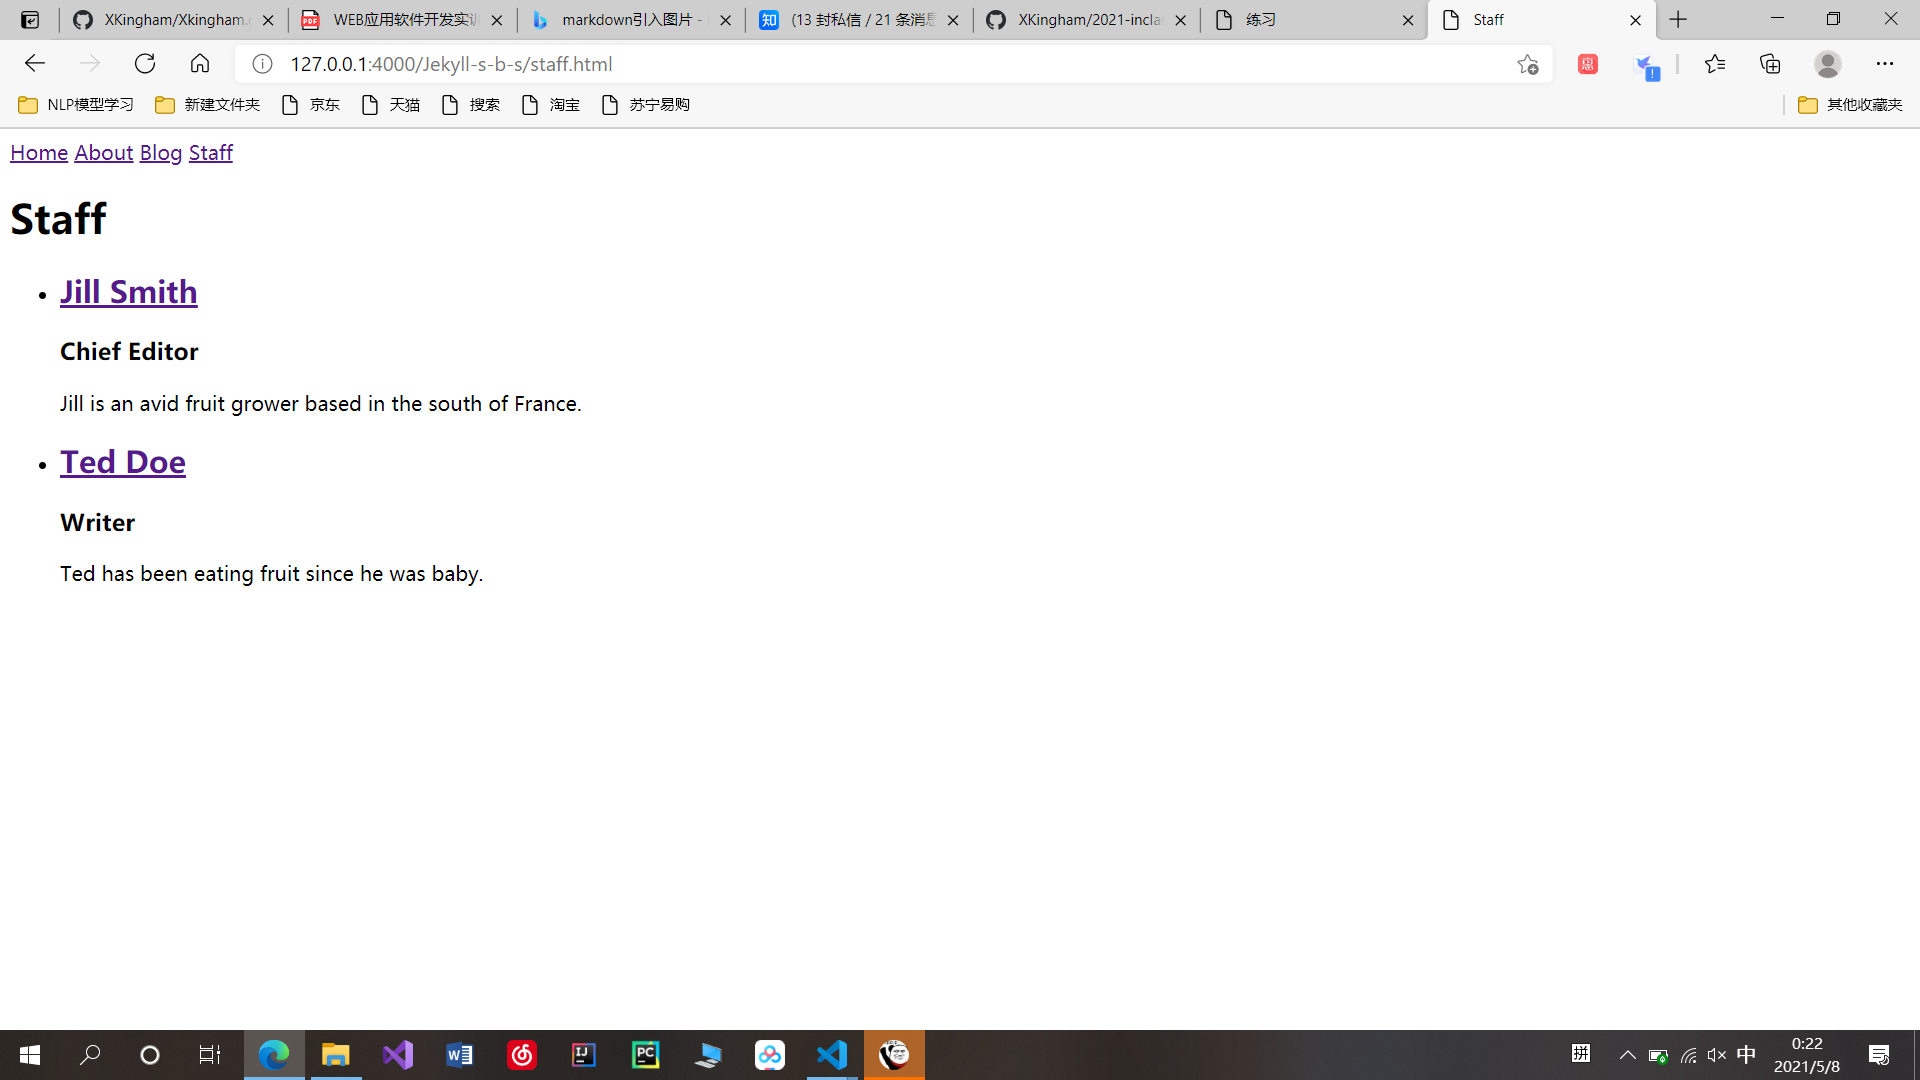 XKingham/Xkingham.
WEB应用软件开发实训
markdown引入图片 -
(13 封私信 / 21 条消息
XKingham/2021-incla
练习
Staff
127.0.0.1:4000/Jekyll-s-b-s/staff.html
惠
NLP模型学习
新建文件夹
京东
天猫
搜索
淘宝
苏宁易购
其他收藏夹
Home About Blog Staff
Staff
Jill Smith
Chief Editor
Jill is an avid fruit grower based in the south of France.
Ted Doe
Writer
Ted has been eating fruit since he was baby.
拼
中
0:22
2021/5/8